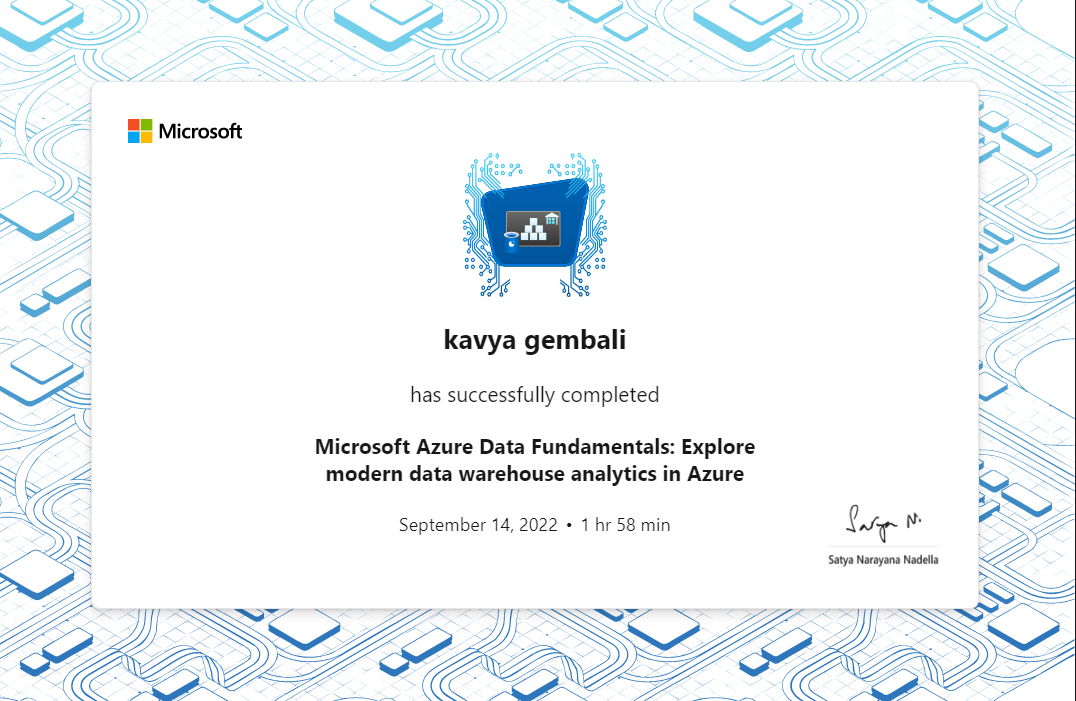 Microsoft
kavya gembali
has successfully completed
Microsoft Azure Data Fundamentals: Explore
modern data warehouse analytics in Azure
September 14, 2022 • 1 hr 58 min
Satya N.
Satya Narayana Nadella